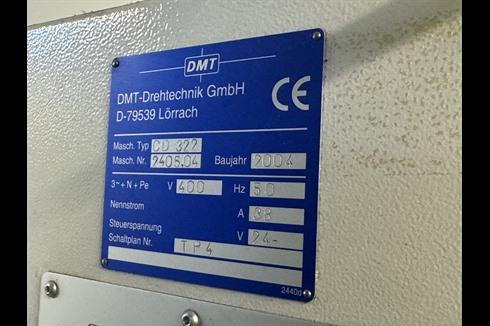 DMT
DMT-Drehtechnik GmbH
D-79539 Lörrach
CE
Masch. Typ CD 322
Masch. Nr. 2405.04 Baujahr 2004
3~ + N + Pe V 400 Hz 50
Nennstrom A 38
Steuerspannung V 24-
Schaltplan Nr. TP4
2440d